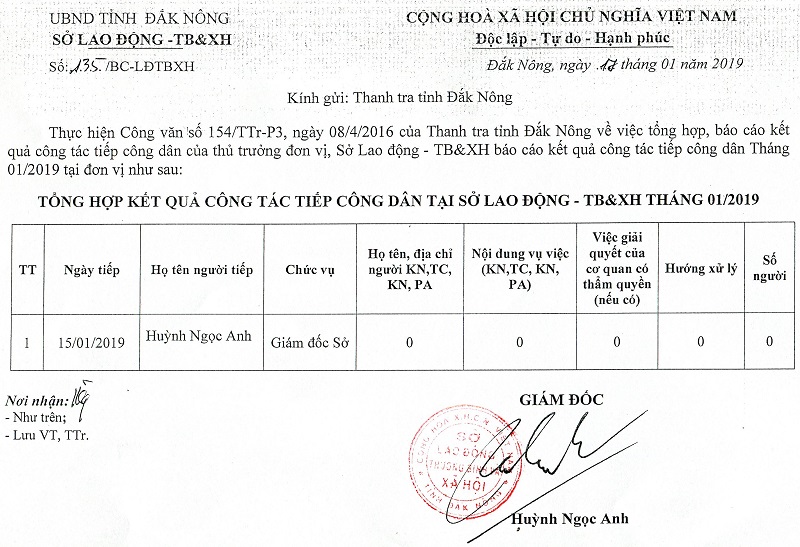 UBND TỈNH ĐẮK NÔNG
SỞ LAO ĐỘNG -TB&XH
Số: 135 /BC-LĐTBXH
CỘNG HOÀ XÃ HỘI CHỦ NGHĨA VIỆT NAM
Độc lập - Tự do - Hạnh phúc
Đắk Nông, ngày 17 tháng 01 năm 2019
Kính gửi: Thanh tra tỉnh Đắk Nông
Thực hiện Công văn số 154/TTr-P3, ngày 08/4/2016 của Thanh tra tỉnh Đắk Nông về việc tổng hợp, báo cáo kết
quả công tác tiếp công dân của thủ trưởng đơn vị, Sở Lao động - TB&XH báo cáo kết quả công tác tiếp công dân Tháng
01/2019 tại đơn vị như sau:
TỔNG HỢP KẾT QUẢ CÔNG TÁC TIẾP CÔNG DÂN TẠI SỞ LAO ĐỘNG - TB&XH THÁNG 01/2019
TT
Ngày tiếp
Họ tên người tiếp
Chức vụ
Họ tên, địa chỉ
người KN,TC,
KN, PA
Nội dung vụ việc
(KN,TC, KN,
PA)
Việc giải
quyết của
cơ quan có
thẩm quyền
(nếu có)
Hướng xử lý
Số
người
1
15/01/2019
Huỳnh Ngọc Anh
Giám đốc Sở
0
0
0
0
0
Nơi nhận:
- Như trên;
- Lưu VT, TTr.
GIÁM ĐỐC
SỞ
LAO ĐỘNG
THƯƠNG BINH VÀ
XÃ HỘI
TỈNH ĐẮK NÔNG
Huỳnh Ngọc Anh